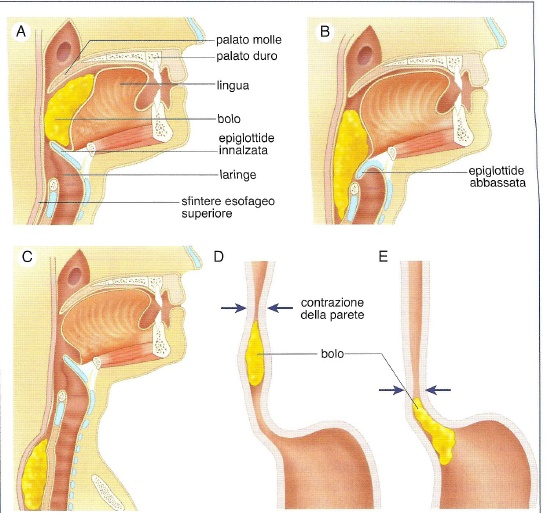 A
palato molle
palato duro
lingua
bolo
epiglottide
innalzata
laringe
sfintere esofageo
superiore
B
epiglottide
abbassata
C
D
E
contrazione
della parete
bolo